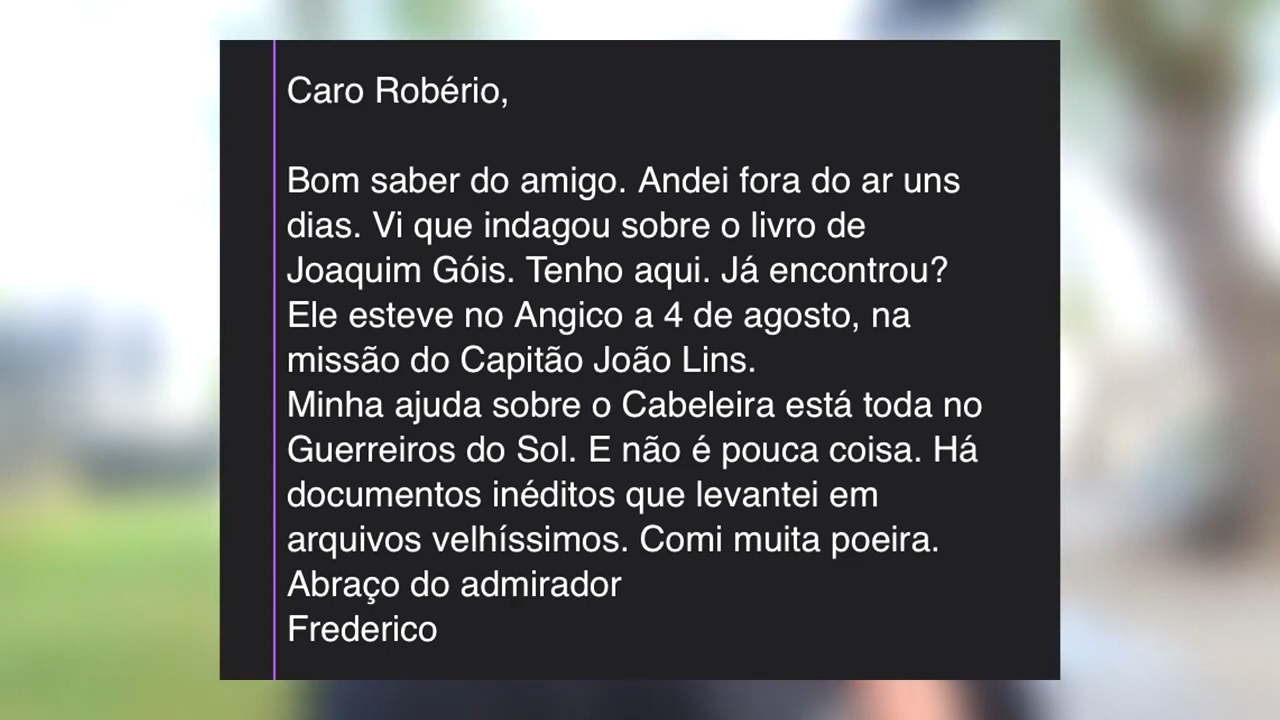 Caro Robério,
Bom saber do amigo. Andei fora do ar uns
dias. Vi que indagou sobre o livro de
Joaquim Góis. Tenho aqui. Já encontrou?
Ele esteve no Angico a 4 de agosto, na
missão do Capitão João Lins.
Minha ajuda sobre o Cabeleira está toda no
Guerreiros do Sol. E não é pouca coisa. Há
documentos inéditos que levantei em
arquivos velhíssimos. Comi muita poeira.
Abraço do admirador
Frederico